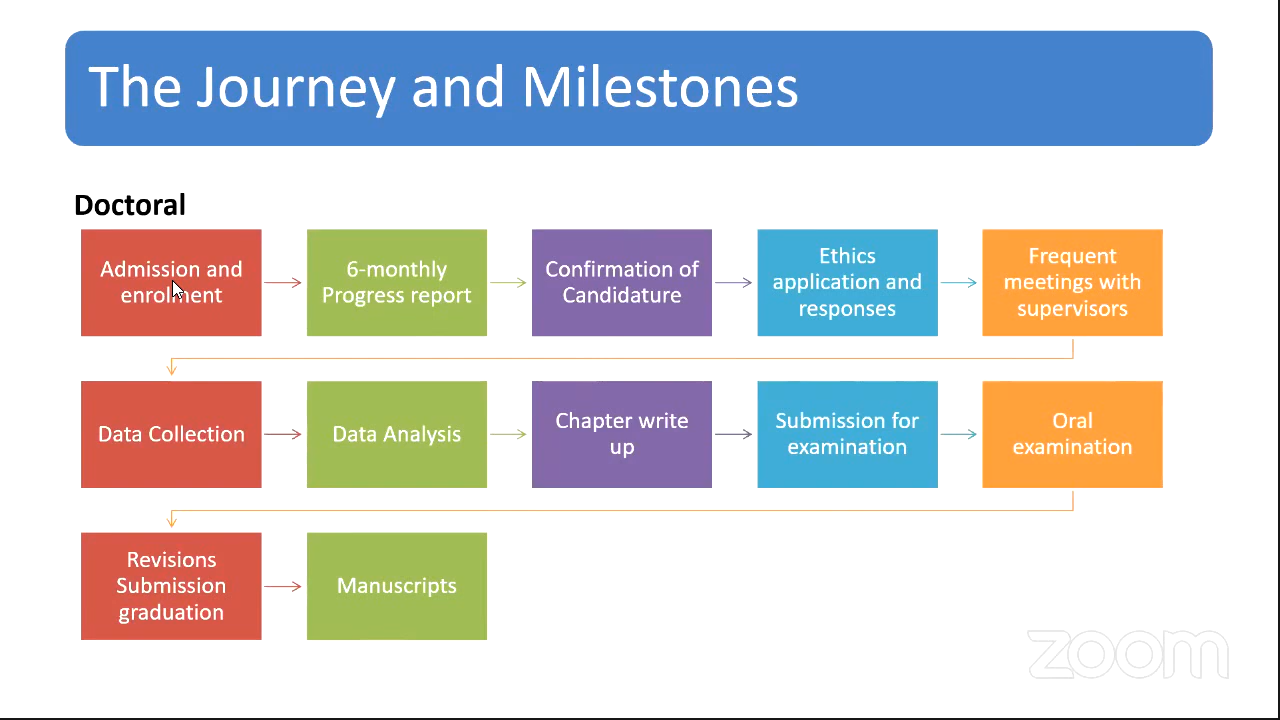 The Journey and Milestones
Doctoral
Admission and
enrolment
6-monthly
Progress report
Confirmation of
Candidature
Ethics
application and
responses
Frequent
meetings with
supervisors
Data Collection
Data Analysis
Chapter write
up
Submission for
examination
Oral
examination
Revisions
Submission
graduation
Manuscripts
zoom